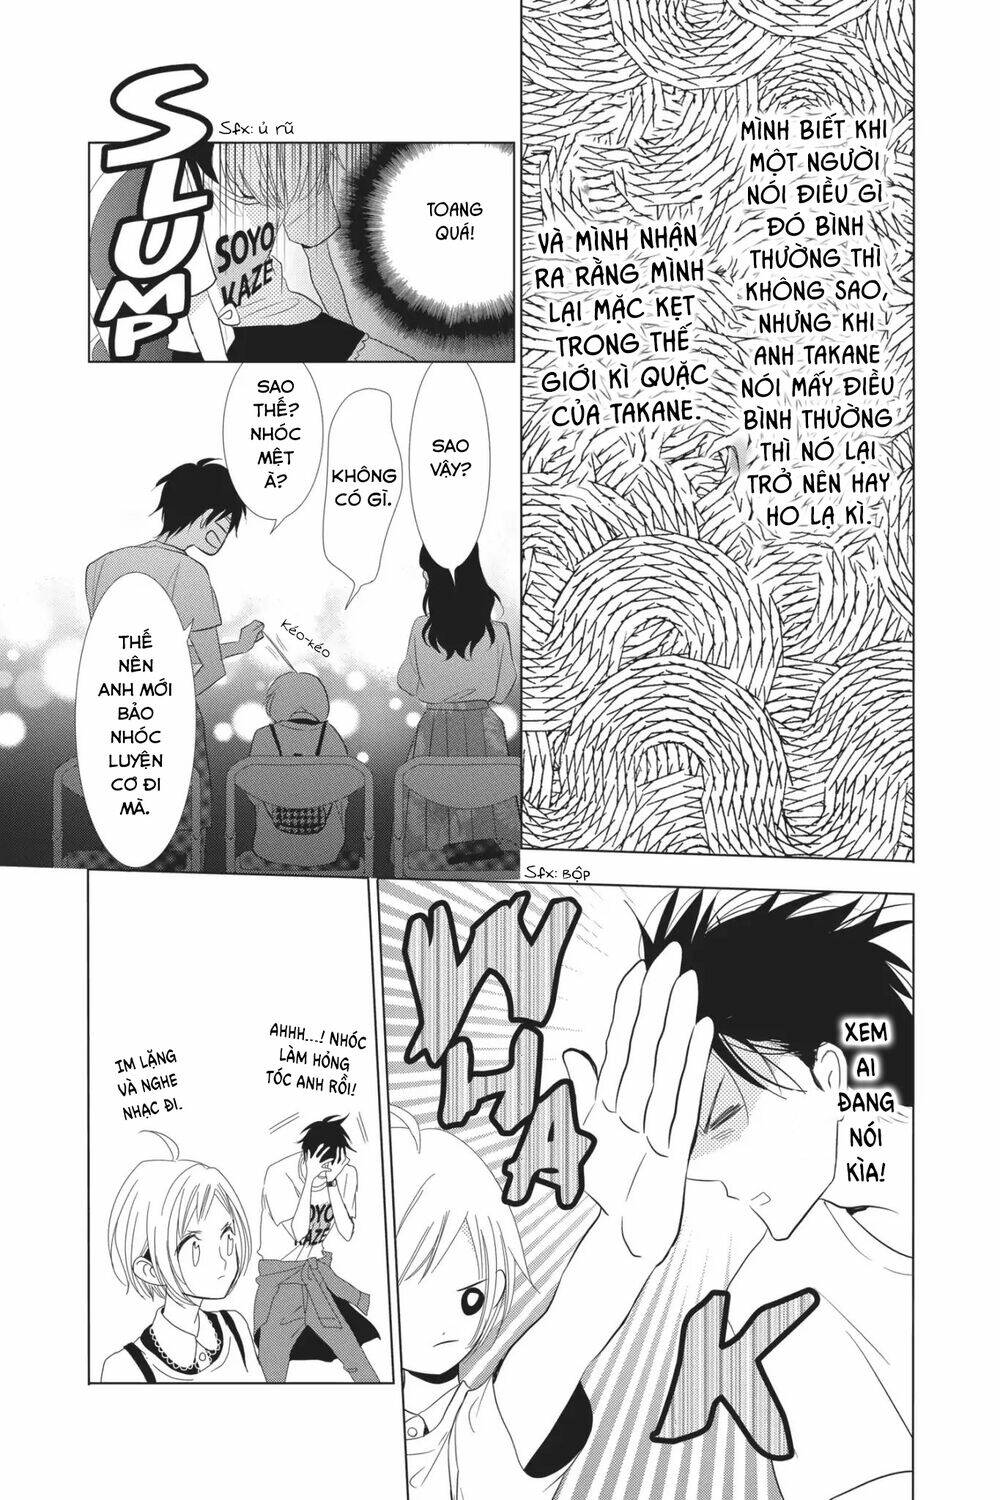 MÌNH BIẾT KHI
MỘT NGƯỜI
NÓI ĐIỀU GÌ
ĐÓ BÌNH
THƯỜNG THÌ
KHÔNG SAO,
NHƯNG KHI
ANH TAKANE
NÓI MẤY ĐIỀU
BÌNH THƯỜNG
THÌ NÓ LẠI
TRỞ NÊN HAY
HO LẠ KÌ.
VÀ MÌNH NHẬN
RA RẰNG MÌNH
LẠI MẶC KẸT
TRONG THẾ
GIỚI KÌ QUẶC
CỦA TAKANE.
Sfx: ủ rũ
SLUMP
TOANG
QUÁ!
SOYO
KAZE
SAO
VẬY?
KHÔNG
CÓ GÌ.
SAO
THẾ?
NHÓC
MỆT
À?
Kéo-kéo
THẾ
NÊN
ANH MỚI
BẢO
NHÓC
LUYỆN
CƠ ĐI
MÀ.
Sfx: BỘP
WHAK
XEM
AI
ĐANG
NÓI
KÌA!
AHHH...! NHÓC
LÀM HỎNG
TÓC ANH RỒI!
SOYO
KAZE
IM LẶNG
VÀ NGHE
NHẠC ĐI.